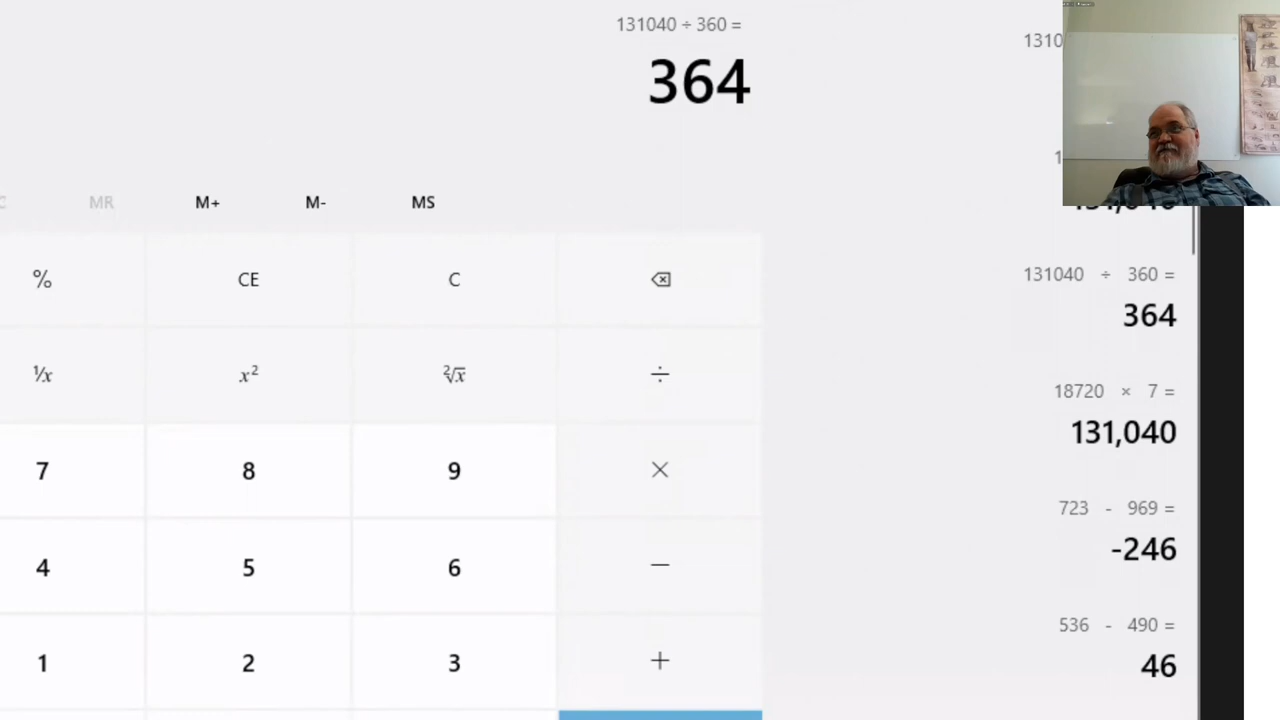 131040 ÷ 360 =
364
MR M+ M- MS
% CE C
⅟x x² ²√x ÷
7 8 9 ×
4 5 6 −
1 2 3 +
131040 ÷ 360 =
364
18720 × 7 =
131,040
723 - 969 =
-246
536 - 490 =
46